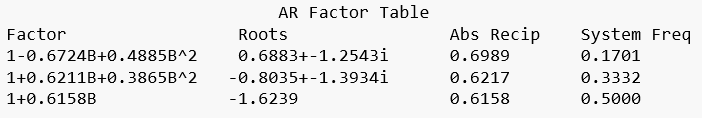 AR Factor Table
Factor Roots Abs Recip System Freq
1-0.6724B+0.4885B^2 0.6883+-1.2543i 0.6989 0.1701
1+0.6211B+0.3865B^2 -0.8035+-1.3934i 0.6217 0.3332
1+0.6158B -1.6239 0.6158 0.5000